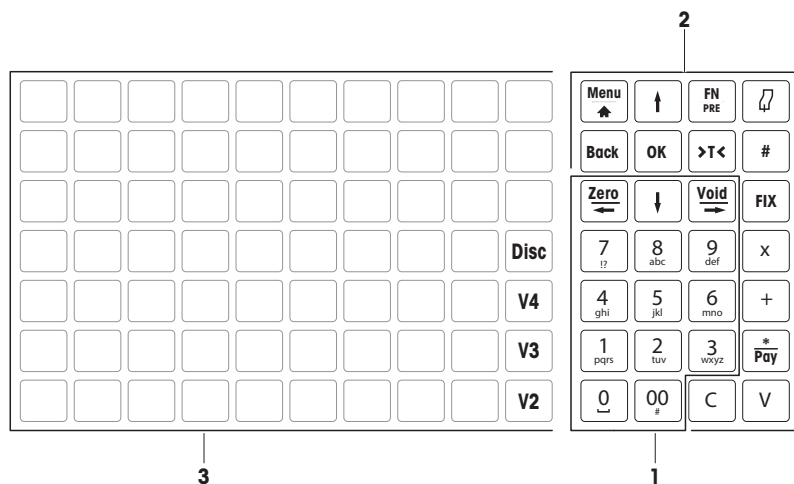 2
Menu FN PRE
Back OK >T< #
Zero Void FIX
Disc 7 !? 8 abc 9 def x
V4 4 ghi 5 jkl 6 mno +
V3 1 pqrs 2 tuv 3 wxyz * Pay
V2 0 00 # C V
3 1